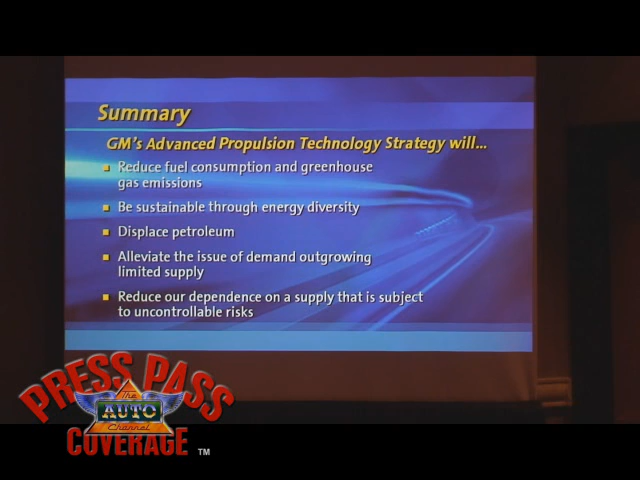 Summary
GM's Advanced Propulsion Technology Strategy will...
Reduce fuel consumption and greenhouse
gas emissions
Be sustainable through energy diversity
Displace petroleum
Alleviate the issue of demand outgrowing
limited supply
Reduce our dependence on a supply that is subject
to uncontrollable risks
PRESS PASS
The
AUTO
Channel
COVERAGE TM